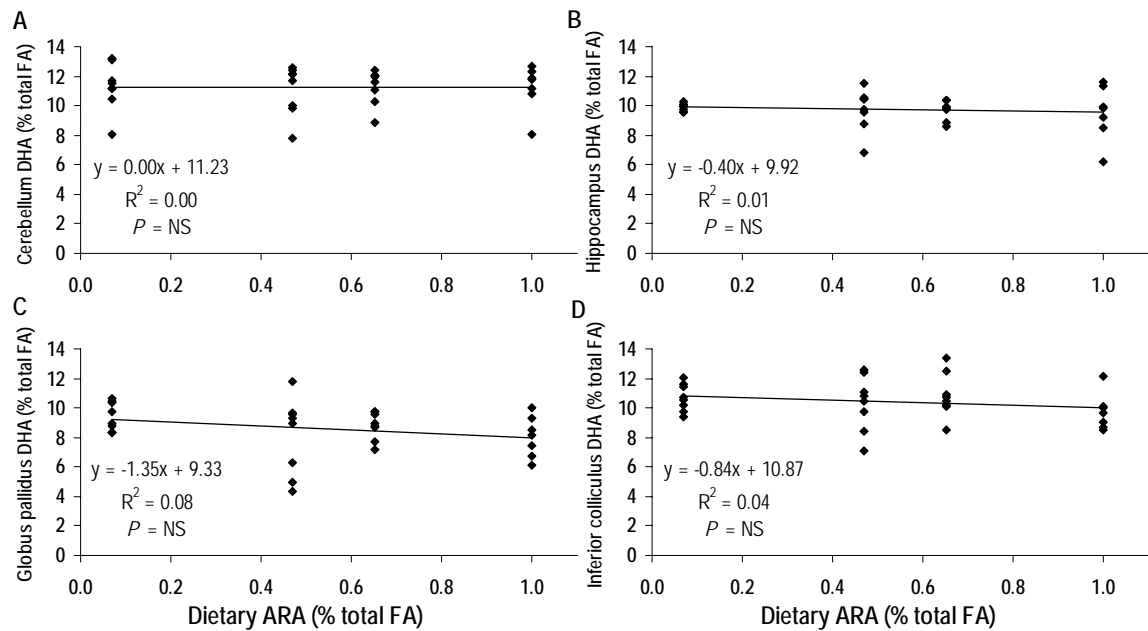 A
Cerebellum DHA (% total FA)
14
12
10
8
6
4
2
0
y = 0.00x + 11.23
R² = 0.00
P = NS
0.0 0.2 0.4 0.6 0.8 1.0
B
Hippocampus DHA (% total FA)
14
12
10
8
6
4
2
0
y = -0.40x + 9.92
R² = 0.01
P = NS
0.0 0.2 0.4 0.6 0.8 1.0
C
Globus pallidus DHA (% total FA)
14
12
10
8
6
4
2
0
y = -1.35x + 9.33
R² = 0.08
P = NS
0.0 0.2 0.4 0.6 0.8 1.0
Dietary ARA (% total FA)
D
Inferior colliculus DHA (% total FA)
14
12
10
8
6
4
2
0
y = -0.84x + 10.87
R² = 0.04
P = NS
0.0 0.2 0.4 0.6 0.8 1.0
Dietary ARA (% total FA)